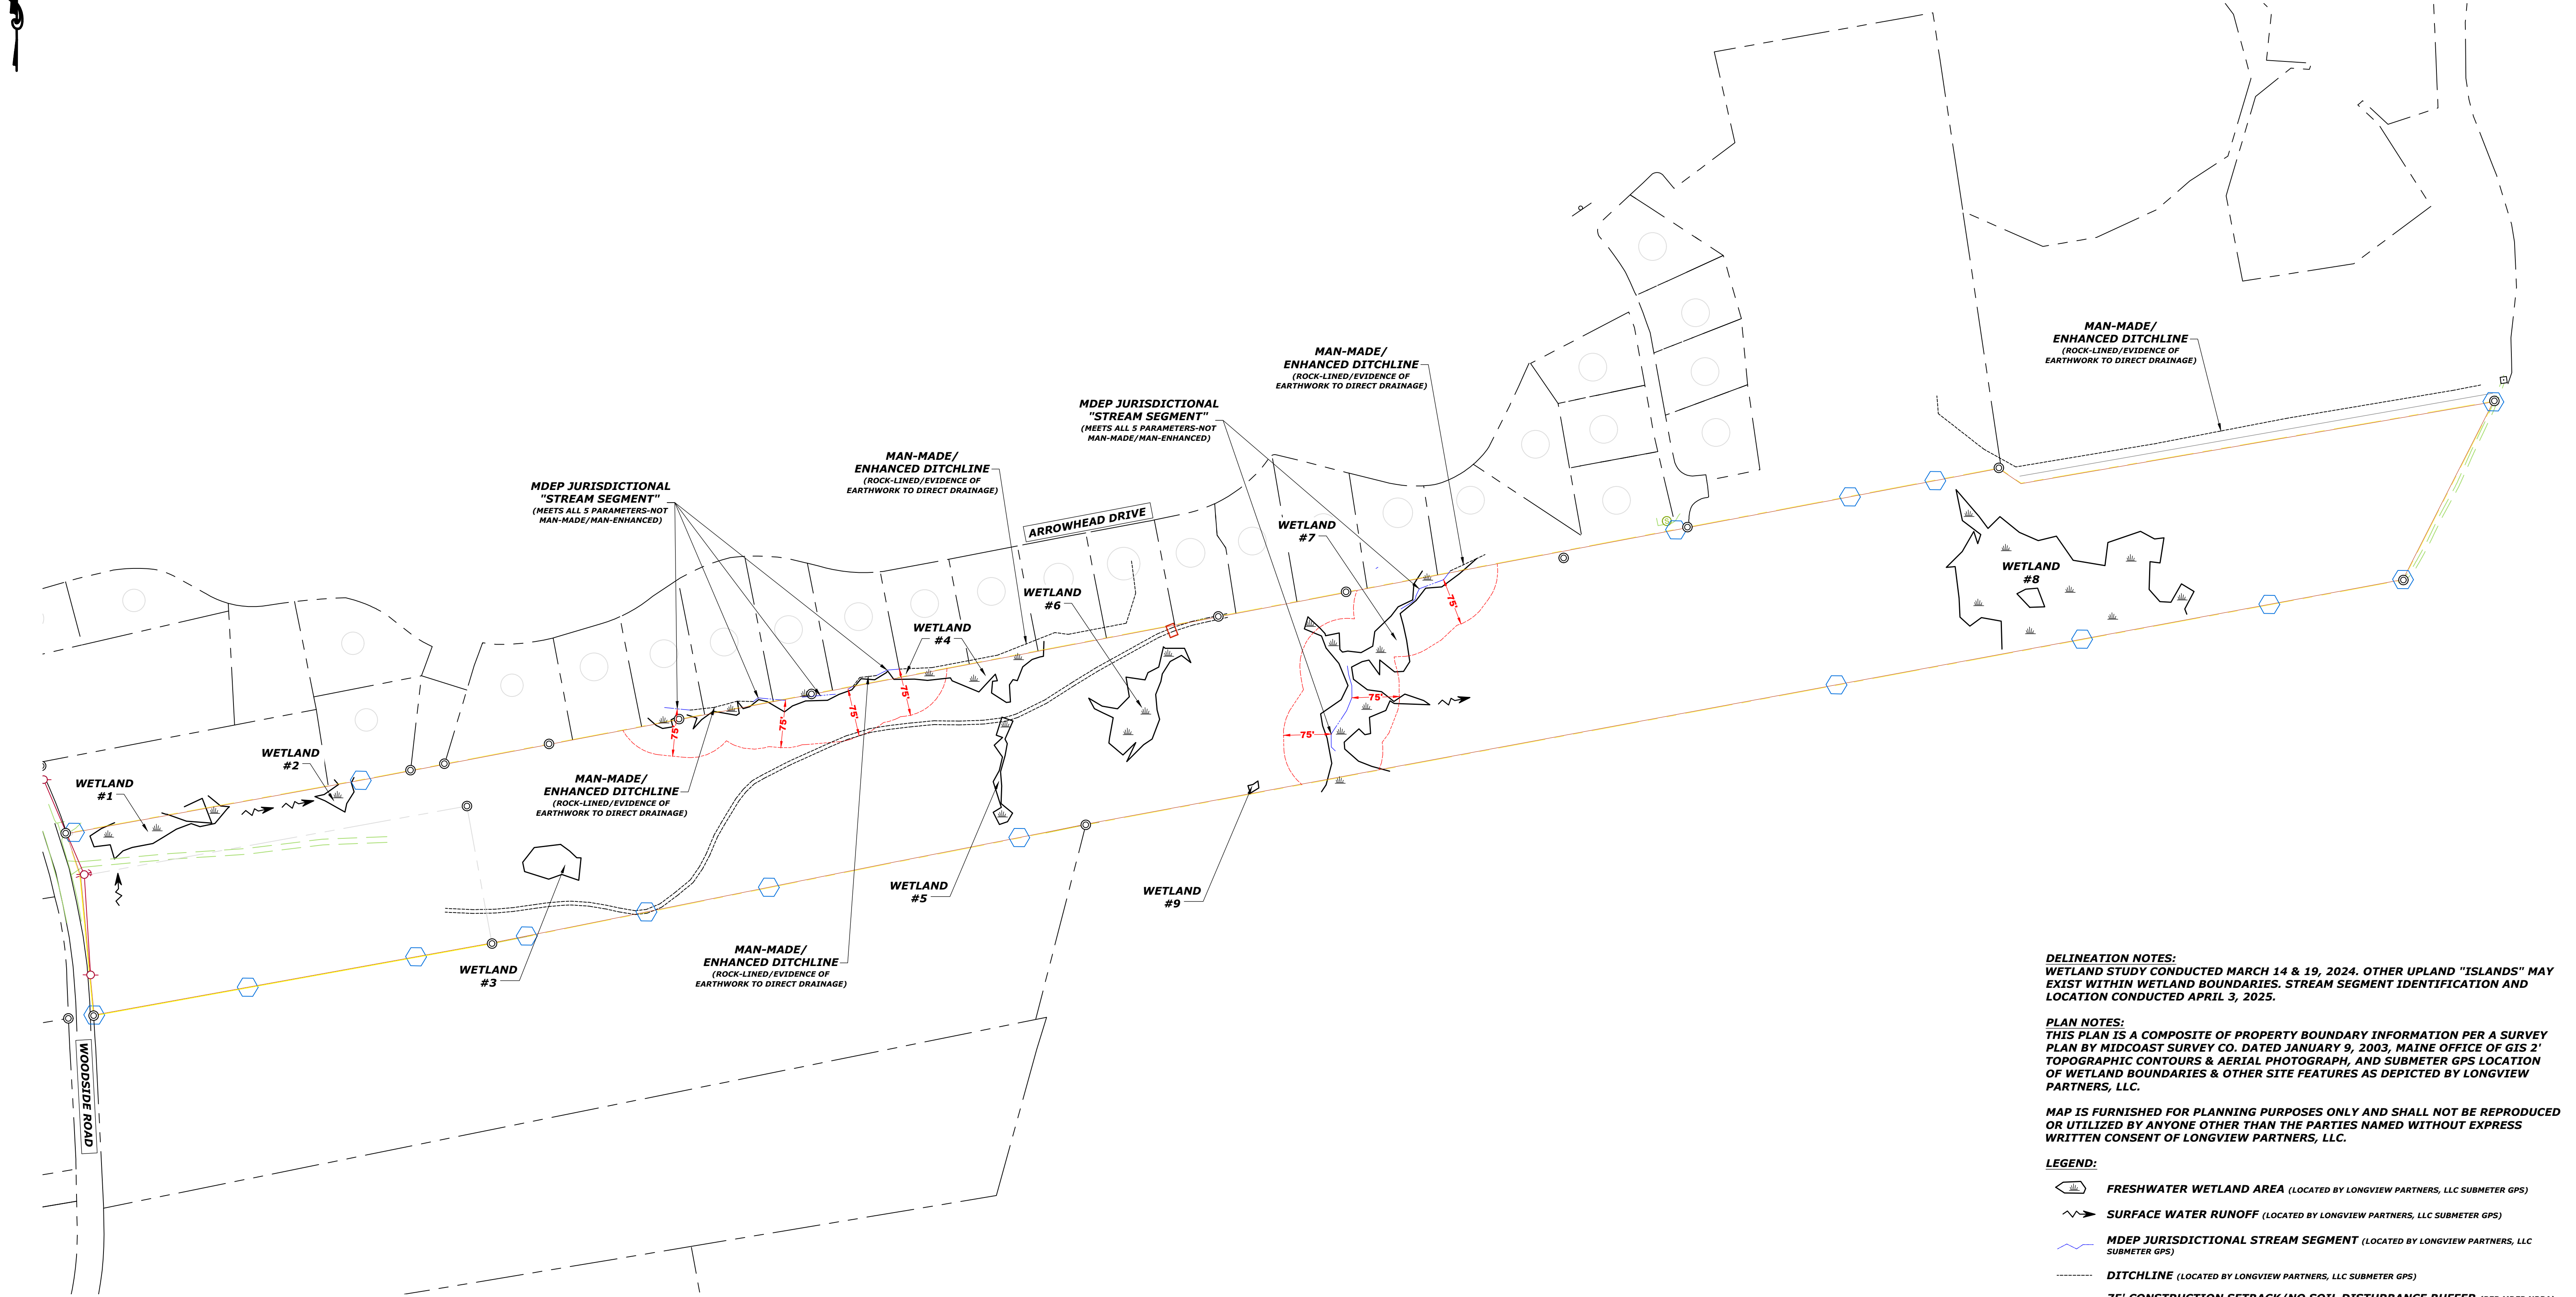 MAN-MADE/
ENHANCED DITCHLINE
(ROCK-LINED/EVIDENCE OF
EARTHWORK TO DIRECT DRAINAGE)
MAN-MADE/
ENHANCED DITCHLINE
(ROCK-LINED/EVIDENCE OF
EARTHWORK TO DIRECT DRAINAGE)
MDEP JURISDICTIONAL
"STREAM SEGMENT"
(MEETS ALL 5 PARAMETERS-NOT
MAN-MADE/MAN-ENHANCED)
MAN-MADE/
ENHANCED DITCHLINE
(ROCK-LINED/EVIDENCE OF
EARTHWORK TO DIRECT DRAINAGE)
MDEP JURISDICTIONAL
"STREAM SEGMENT"
(MEETS ALL 5 PARAMETERS-NOT
MAN-MADE/MAN-ENHANCED)
ARROWHEAD DRIVE
WETLAND
#7
WETLAND
#8
WETLAND
#6
WETLAND
#4
75'
75'
75'
75'
75'
75'
75'
WETLAND
#2
WETLAND
#1
MAN-MADE/
ENHANCED DITCHLINE
(ROCK-LINED/EVIDENCE OF
EARTHWORK TO DIRECT DRAINAGE)
WETLAND
#5
WETLAND
#9
MAN-MADE/
ENHANCED DITCHLINE
(ROCK-LINED/EVIDENCE OF
EARTHWORK TO DIRECT DRAINAGE)
WETLAND
#3
WOODSIDE ROAD
DELINEATION NOTES:
WETLAND STUDY CONDUCTED MARCH 14 & 19, 2024. OTHER UPLAND "ISLANDS" MAY
EXIST WITHIN WETLAND BOUNDARIES. STREAM SEGMENT IDENTIFICATION AND
LOCATION CONDUCTED APRIL 3, 2025.
PLAN NOTES:
THIS PLAN IS A COMPOSITE OF PROPERTY BOUNDARY INFORMATION PER A SURVEY
PLAN BY MIDCOAST SURVEY CO. DATED JANUARY 9, 2003, MAINE OFFICE OF GIS 2'
TOPOGRAPHIC CONTOURS & AERIAL PHOTOGRAPH, AND SUBMETER GPS LOCATION
OF WETLAND BOUNDARIES & OTHER SITE FEATURES AS DEPICTED BY LONGVIEW
PARTNERS, LLC.
MAP IS FURNISHED FOR PLANNING PURPOSES ONLY AND SHALL NOT BE REPRODUCED
OR UTILIZED BY ANYONE OTHER THAN THE PARTIES NAMED WITHOUT EXPRESS
WRITTEN CONSENT OF LONGVIEW PARTNERS, LLC.
LEGEND:
FRESHWATER WETLAND AREA (LOCATED BY LONGVIEW PARTNERS, LLC SUBMETER GPS)
SURFACE WATER RUNOFF (LOCATED BY LONGVIEW PARTNERS, LLC SUBMETER GPS)
MDEP JURISDICTIONAL STREAM SEGMENT (LOCATED BY LONGVIEW PARTNERS, LLC
SUBMETER GPS)
DITCHLINE (LOCATED BY LONGVIEW PARTNERS, LLC SUBMETER GPS)
75' CONSTRUCTION SETBACK/NO SOIL DISTURBANCE BUFFER